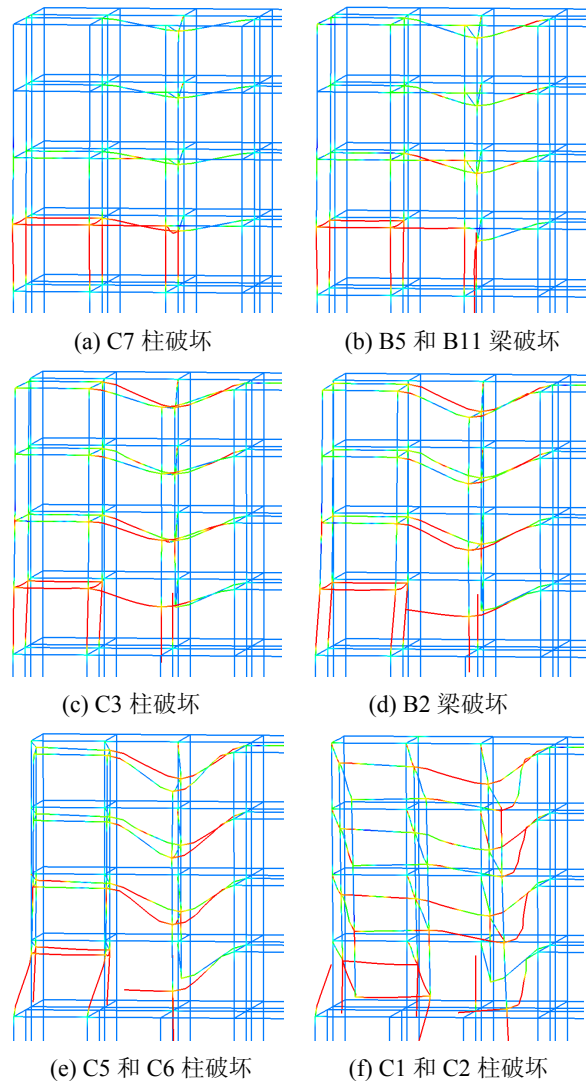 (a) C7 柱破坏
(b) B5 和 B11 梁破坏
(c) C3 柱破坏
(d) B2 梁破坏
(e) C5 和 C6 柱破坏
(f) C1 和 C2 柱破坏